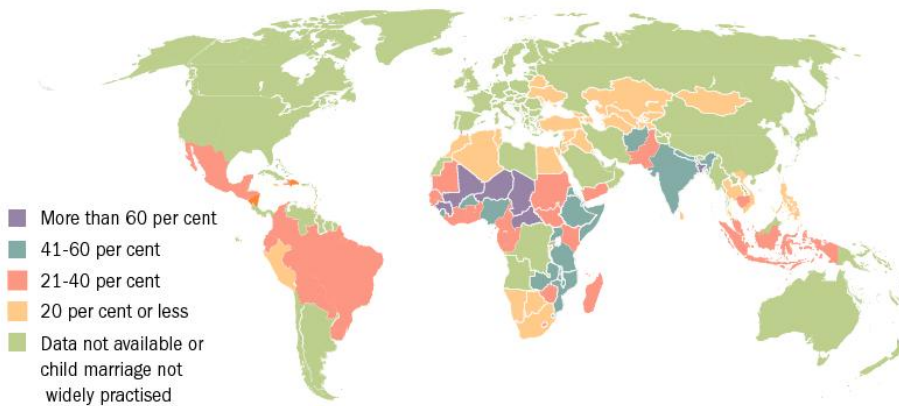 More than 60 per cent
41-60 per cent
21-40 per cent
20 per cent or less
Data not available or
child marriage not
widely practised